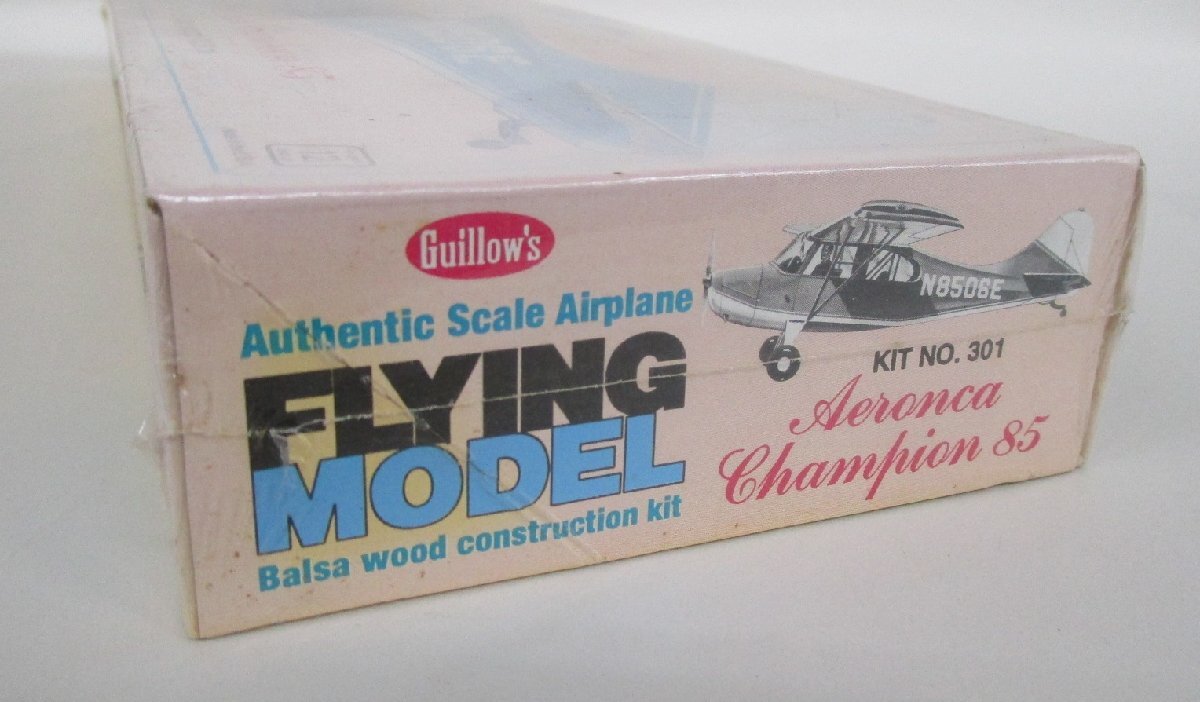 Guillow's
Authentic Scale Airplane
FLYING
MODEL
Balsa wood construction kit
N8506E
KIT NO. 301
Aeronca
Champion 85